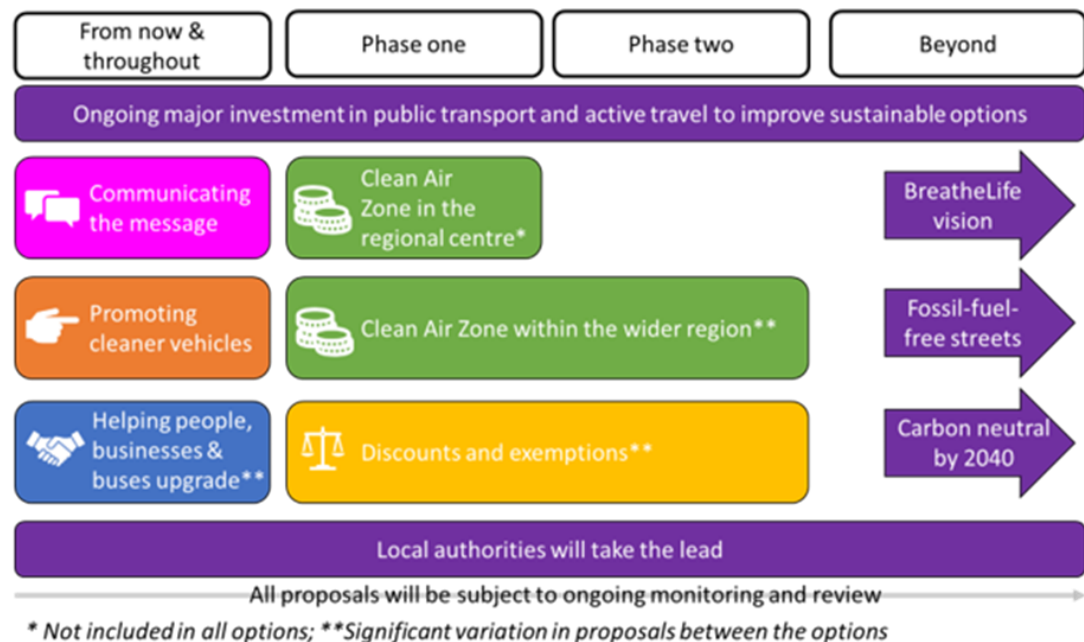 From now &
throughout
Phase one
Phase two
Beyond
Ongoing major investment in public transport and active travel to improve sustainable options
Communicating
the message
Clean Air
Zone in the
regional centre*
BreatheLife
vision
Promoting
cleaner vehicles
Clean Air Zone within the wider region**
Fossil-fuel-
free streets
Helping people,
businesses &
buses upgrade**
Discounts and exemptions**
Carbon neutral
by 2040
Local authorities will take the lead
All proposals will be subject to ongoing monitoring and review
* Not included in all options; **Significant variation in proposals between the options